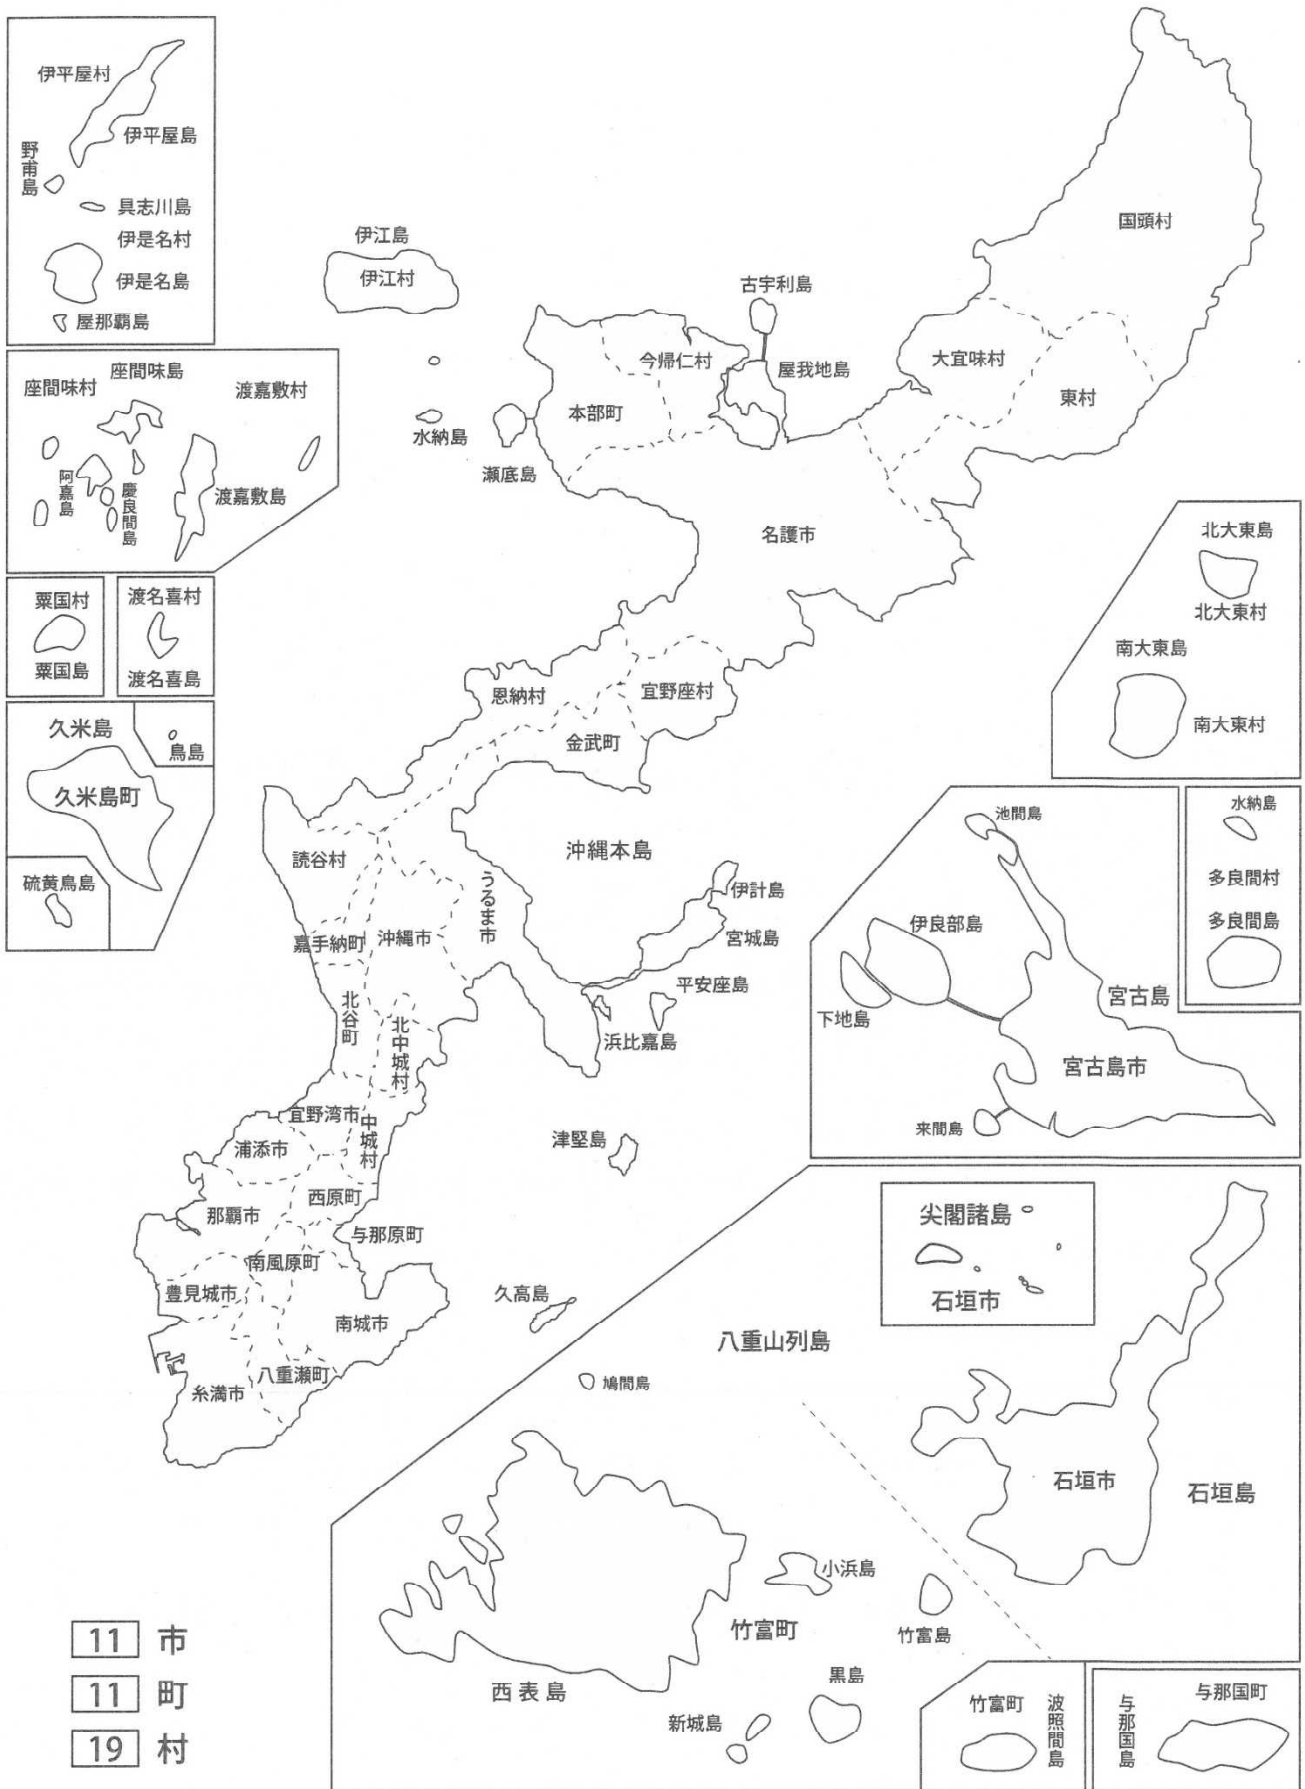 伊平屋村
伊平屋島
野甫島
具志川島
伊是名村
伊是名島
屋那覇島
座間味村
座間味島
渡嘉敷村
阿嘉島
慶良間島
渡嘉敷島
粟国村
粟国島
渡名喜村
渡名喜島
久米島
鳥島
久米島町
硫黄鳥島
伊江島
伊江村
古宇利島
今帰仁村
屋我地島
本部町
水納島
瀬底島
国頭村
大宜味村
東村
名護市
恩納村
宜野座村
金武町
沖縄本島
読谷村
うるま市
嘉手納町
沖縄市
伊計島
宮城島
平安座島
浜比嘉島
北谷町
北中城村
宜野湾市
中城村
浦添市
津堅島
西原町
那覇市
与那原町
南風原町
豊見城市
南城市
久高島
八重瀬町
糸満市
北大東島
北大東村
南大東島
南大東村
池間島
伊良部島
下地島
宮古島
宮古島市
来間島
水納島
多良間村
多良間島
尖閣諸島
石垣市
八重山列島
鳩間島
石垣市
石垣島
小浜島
竹富町
竹富島
西表島
黒島
新城島
竹富町
波照間島
与那国町
与那国島
11 市
11 町
19 村